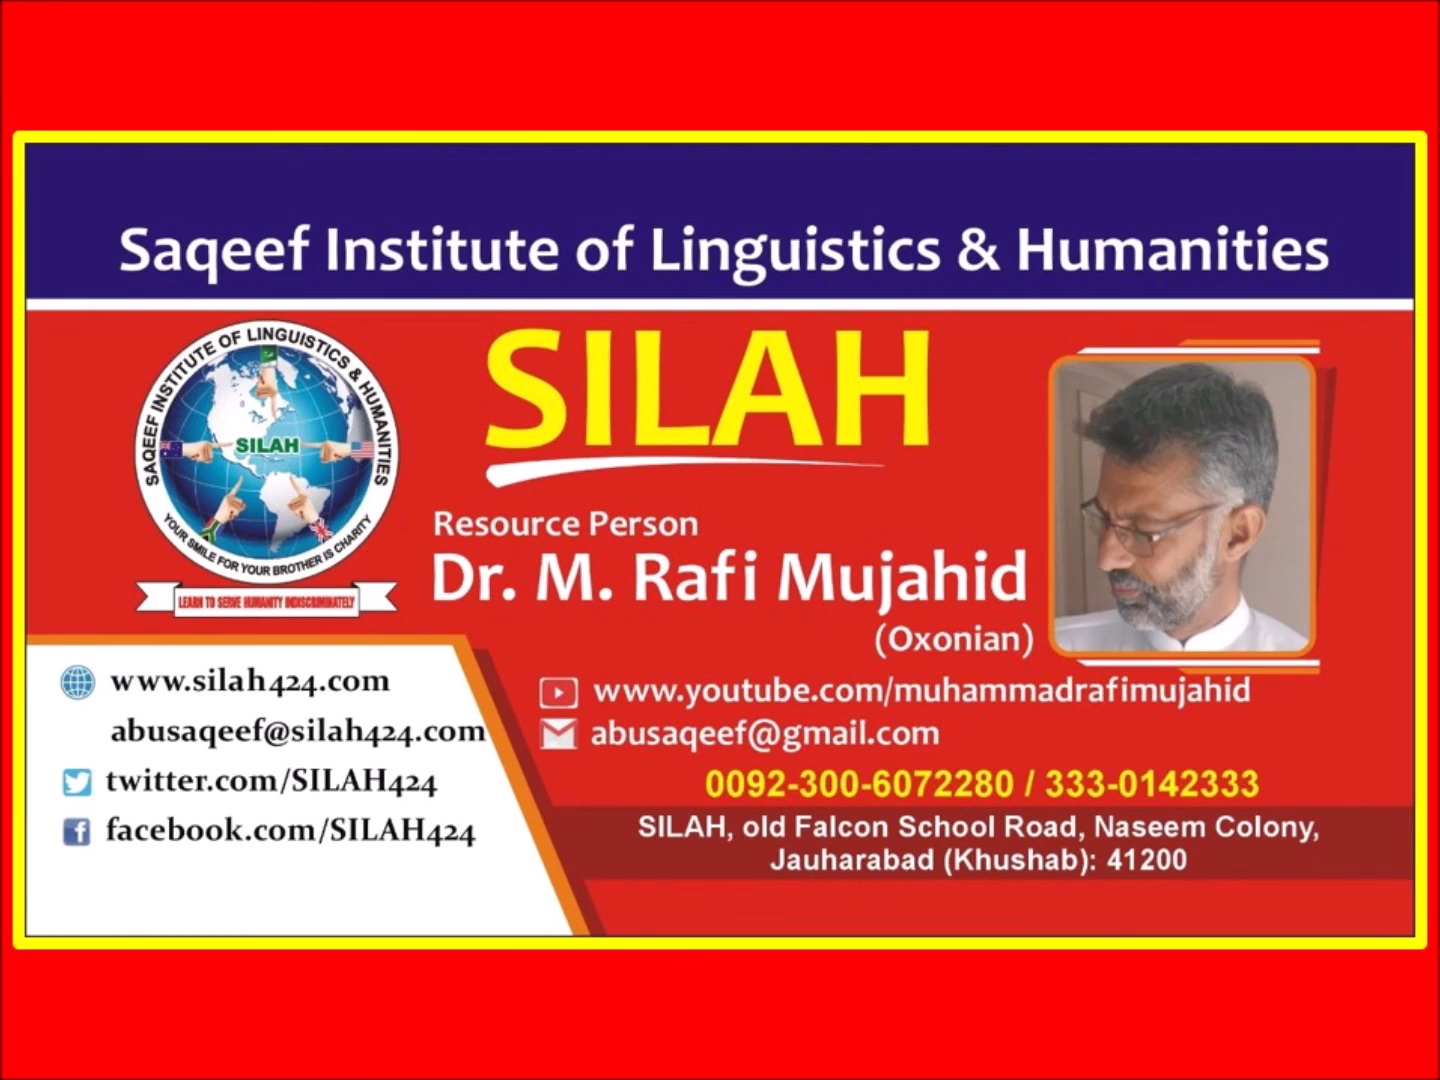 Saqeef Institute of Linguistics & Humanities
SAQEEF INSTITUTE OF LINGUISTICS & HUMANITIES
SILAH
YOUR SMILE FOR YOUR BROTHER IS CHARITY
LEARN TO SERVE HUMANITY INDISCRIMINATELY
SILAH
Resource Person
Dr. M. Rafi Mujahid
(Oxonian)
www.silah424.com
abusaqeef@silah424.com
twitter.com/SILAH424
facebook.com/SILAH424
www.youtube.com/muhammadrafimujahid
abusaqeef@gmail.com
0092-300-6072280 / 333-0142333
SILAH, old Falcon School Road, Naseem Colony,
Jauharabad (Khushab): 41200